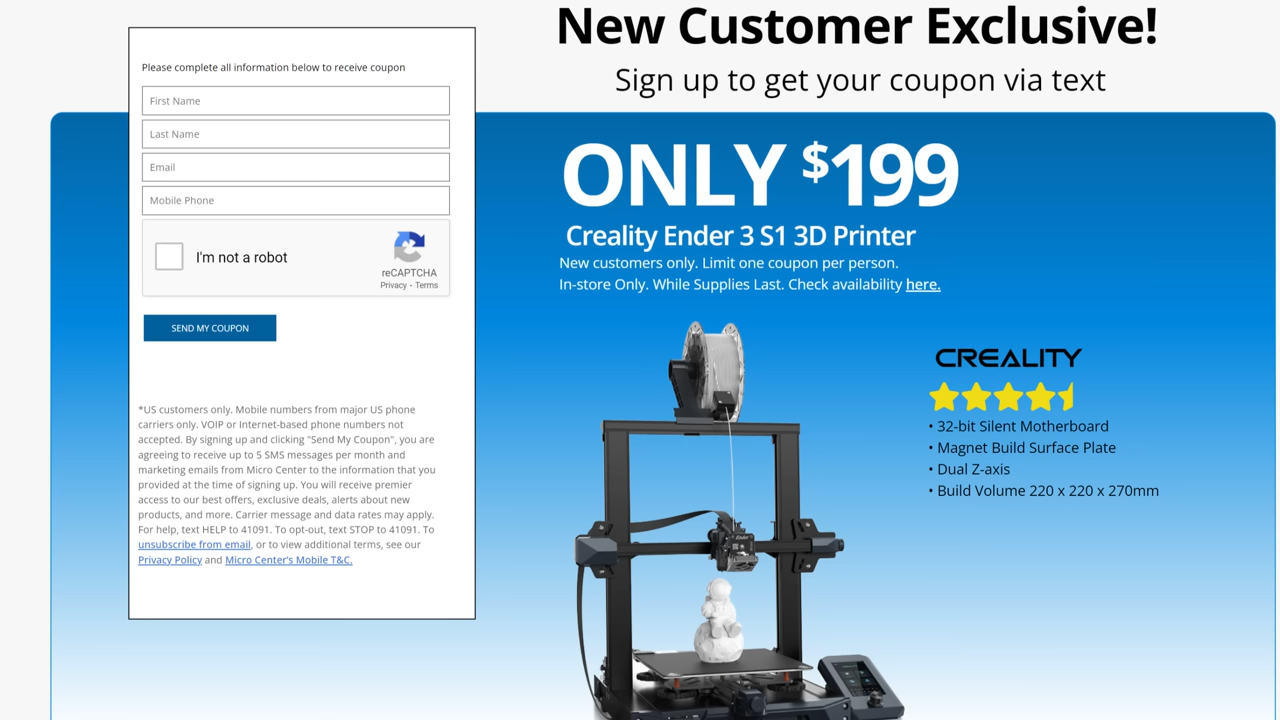 New Customer Exclusive!
Sign up to get your coupon via text
Please complete all information below to receive coupon
First Name
Last Name
Email
Mobile Phone
I'm not a robot
reCAPTCHA
Privacy - Terms
SEND MY COUPON
*US customers only. Mobile numbers from major US phone
carriers only. VOIP or Internet-based phone numbers not
accepted. By signing up and clicking "Send My Coupon", you are
agreeing to receive up to 5 SMS messages per month and
marketing emails from Micro Center to the information that you
provided at the time of signing up. You will receive premier
access to our best offers, exclusive deals, alerts about new
products, and more. Carrier message and data rates may apply.
For help, text HELP to 41091. To opt-out, text STOP to 41091. To
unsubscribe from email, or to view additional terms, see our
Privacy Policy and Micro Center's Mobile T&C.
ONLY $199
Creality Ender 3 S1 3D Printer
New customers only. Limit one coupon per person.
In-store Only. While Supplies Last. Check availability here.
CREALITY
• 32-bit Silent Motherboard
• Magnet Build Surface Plate
• Dual Z-axis
• Build Volume 220 x 220 x 270mm
Ender